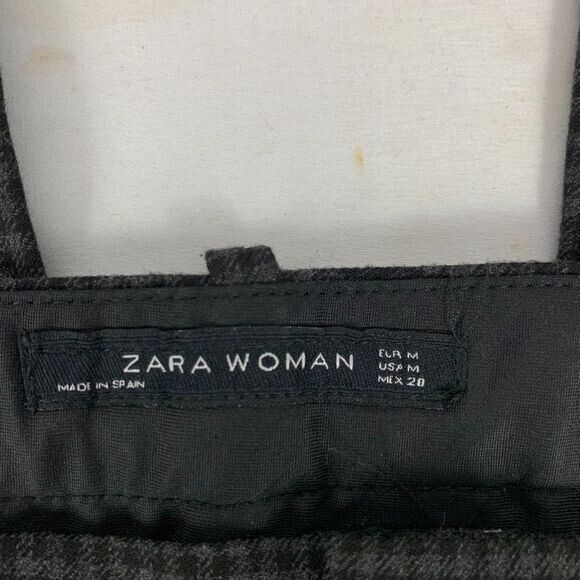 ZARA WOMAN
MADE IN SPAIN
EUR M
USA M
MEX 28